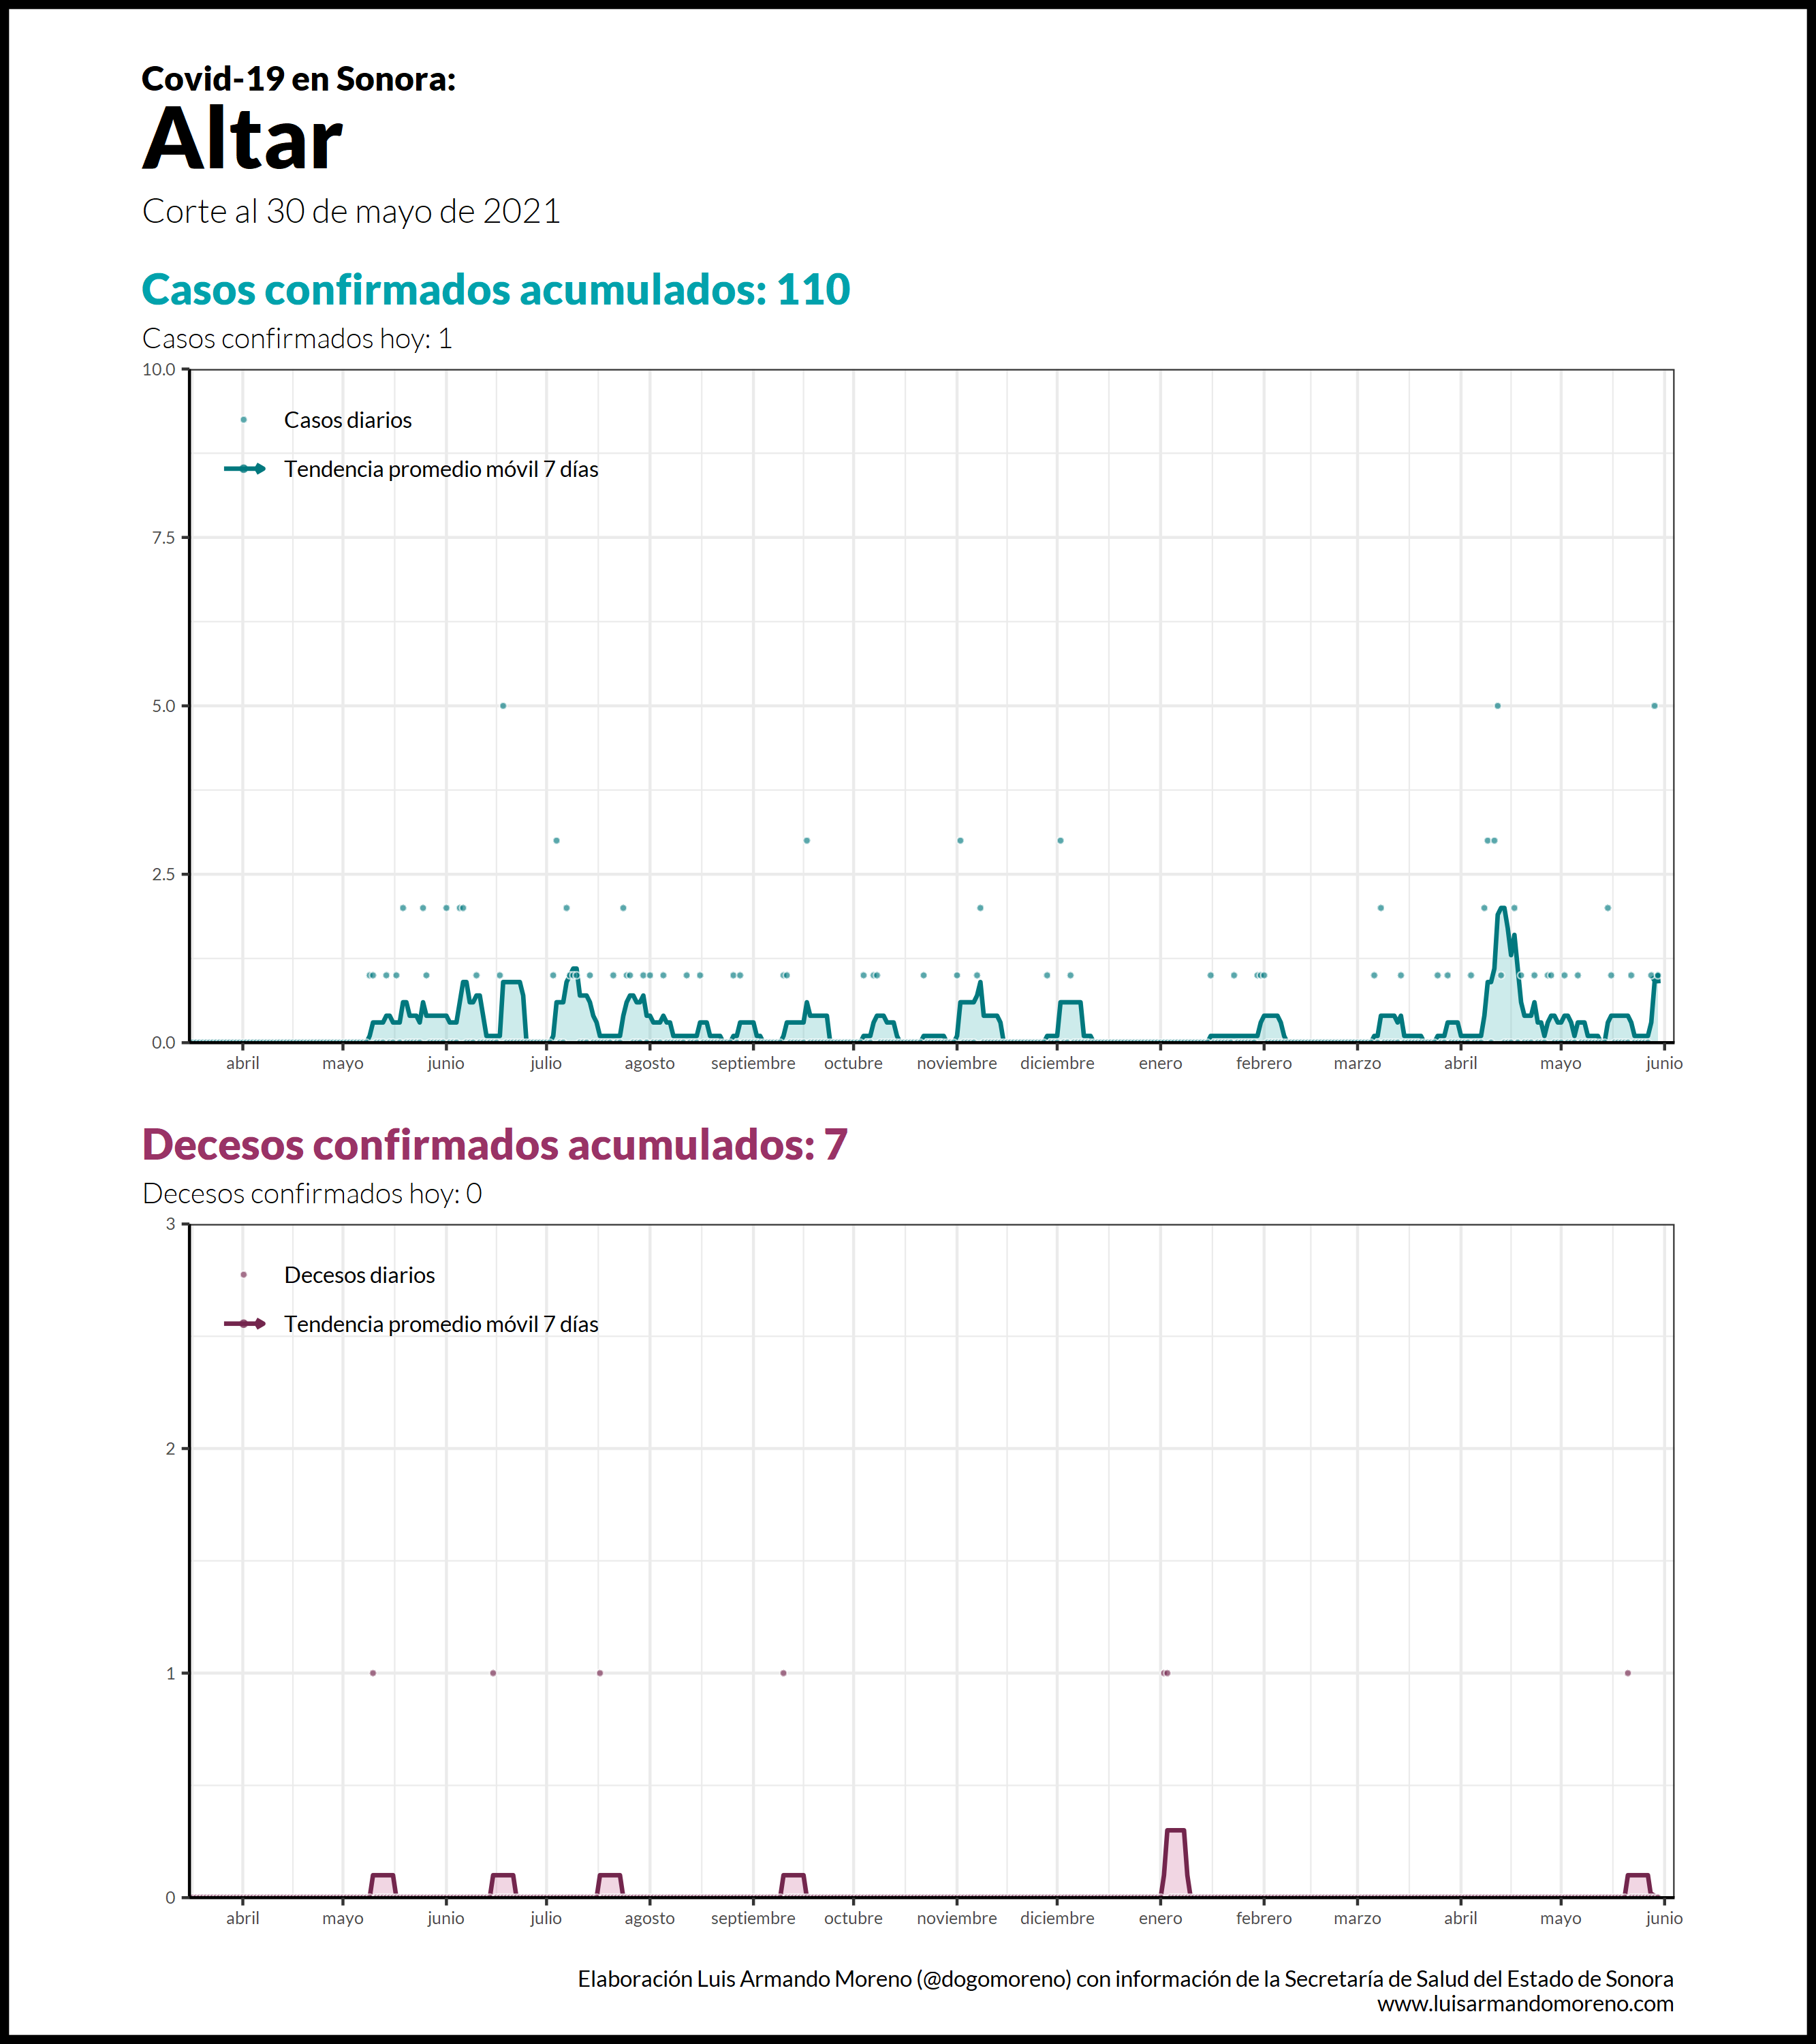 Covid-19 en Sonora:
Altar
Corte al 30 de mayo de 2021
Casos confirmados acumulados: 110
Casos confirmados hoy: 1
10.0
Casos diarios
Tendencia promedio móvil 7 días
7.5
5.0
2.5
0.0
abril mayo junio julio agosto septiembre octubre noviembre diciembre enero febrero marzo abril mayo junio
Decesos confirmados acumulados: 7
Decesos confirmados hoy: 0
3
Decesos diarios
Tendencia promedio móvil 7 días
2
1
0
abril mayo junio julio agosto septiembre octubre noviembre diciembre enero febrero marzo abril mayo junio
Elaboración Luis Armando Moreno (@dogomoreno) con información de la Secretaría de Salud del Estado de Sonora
www.luisarmandomoreno.com